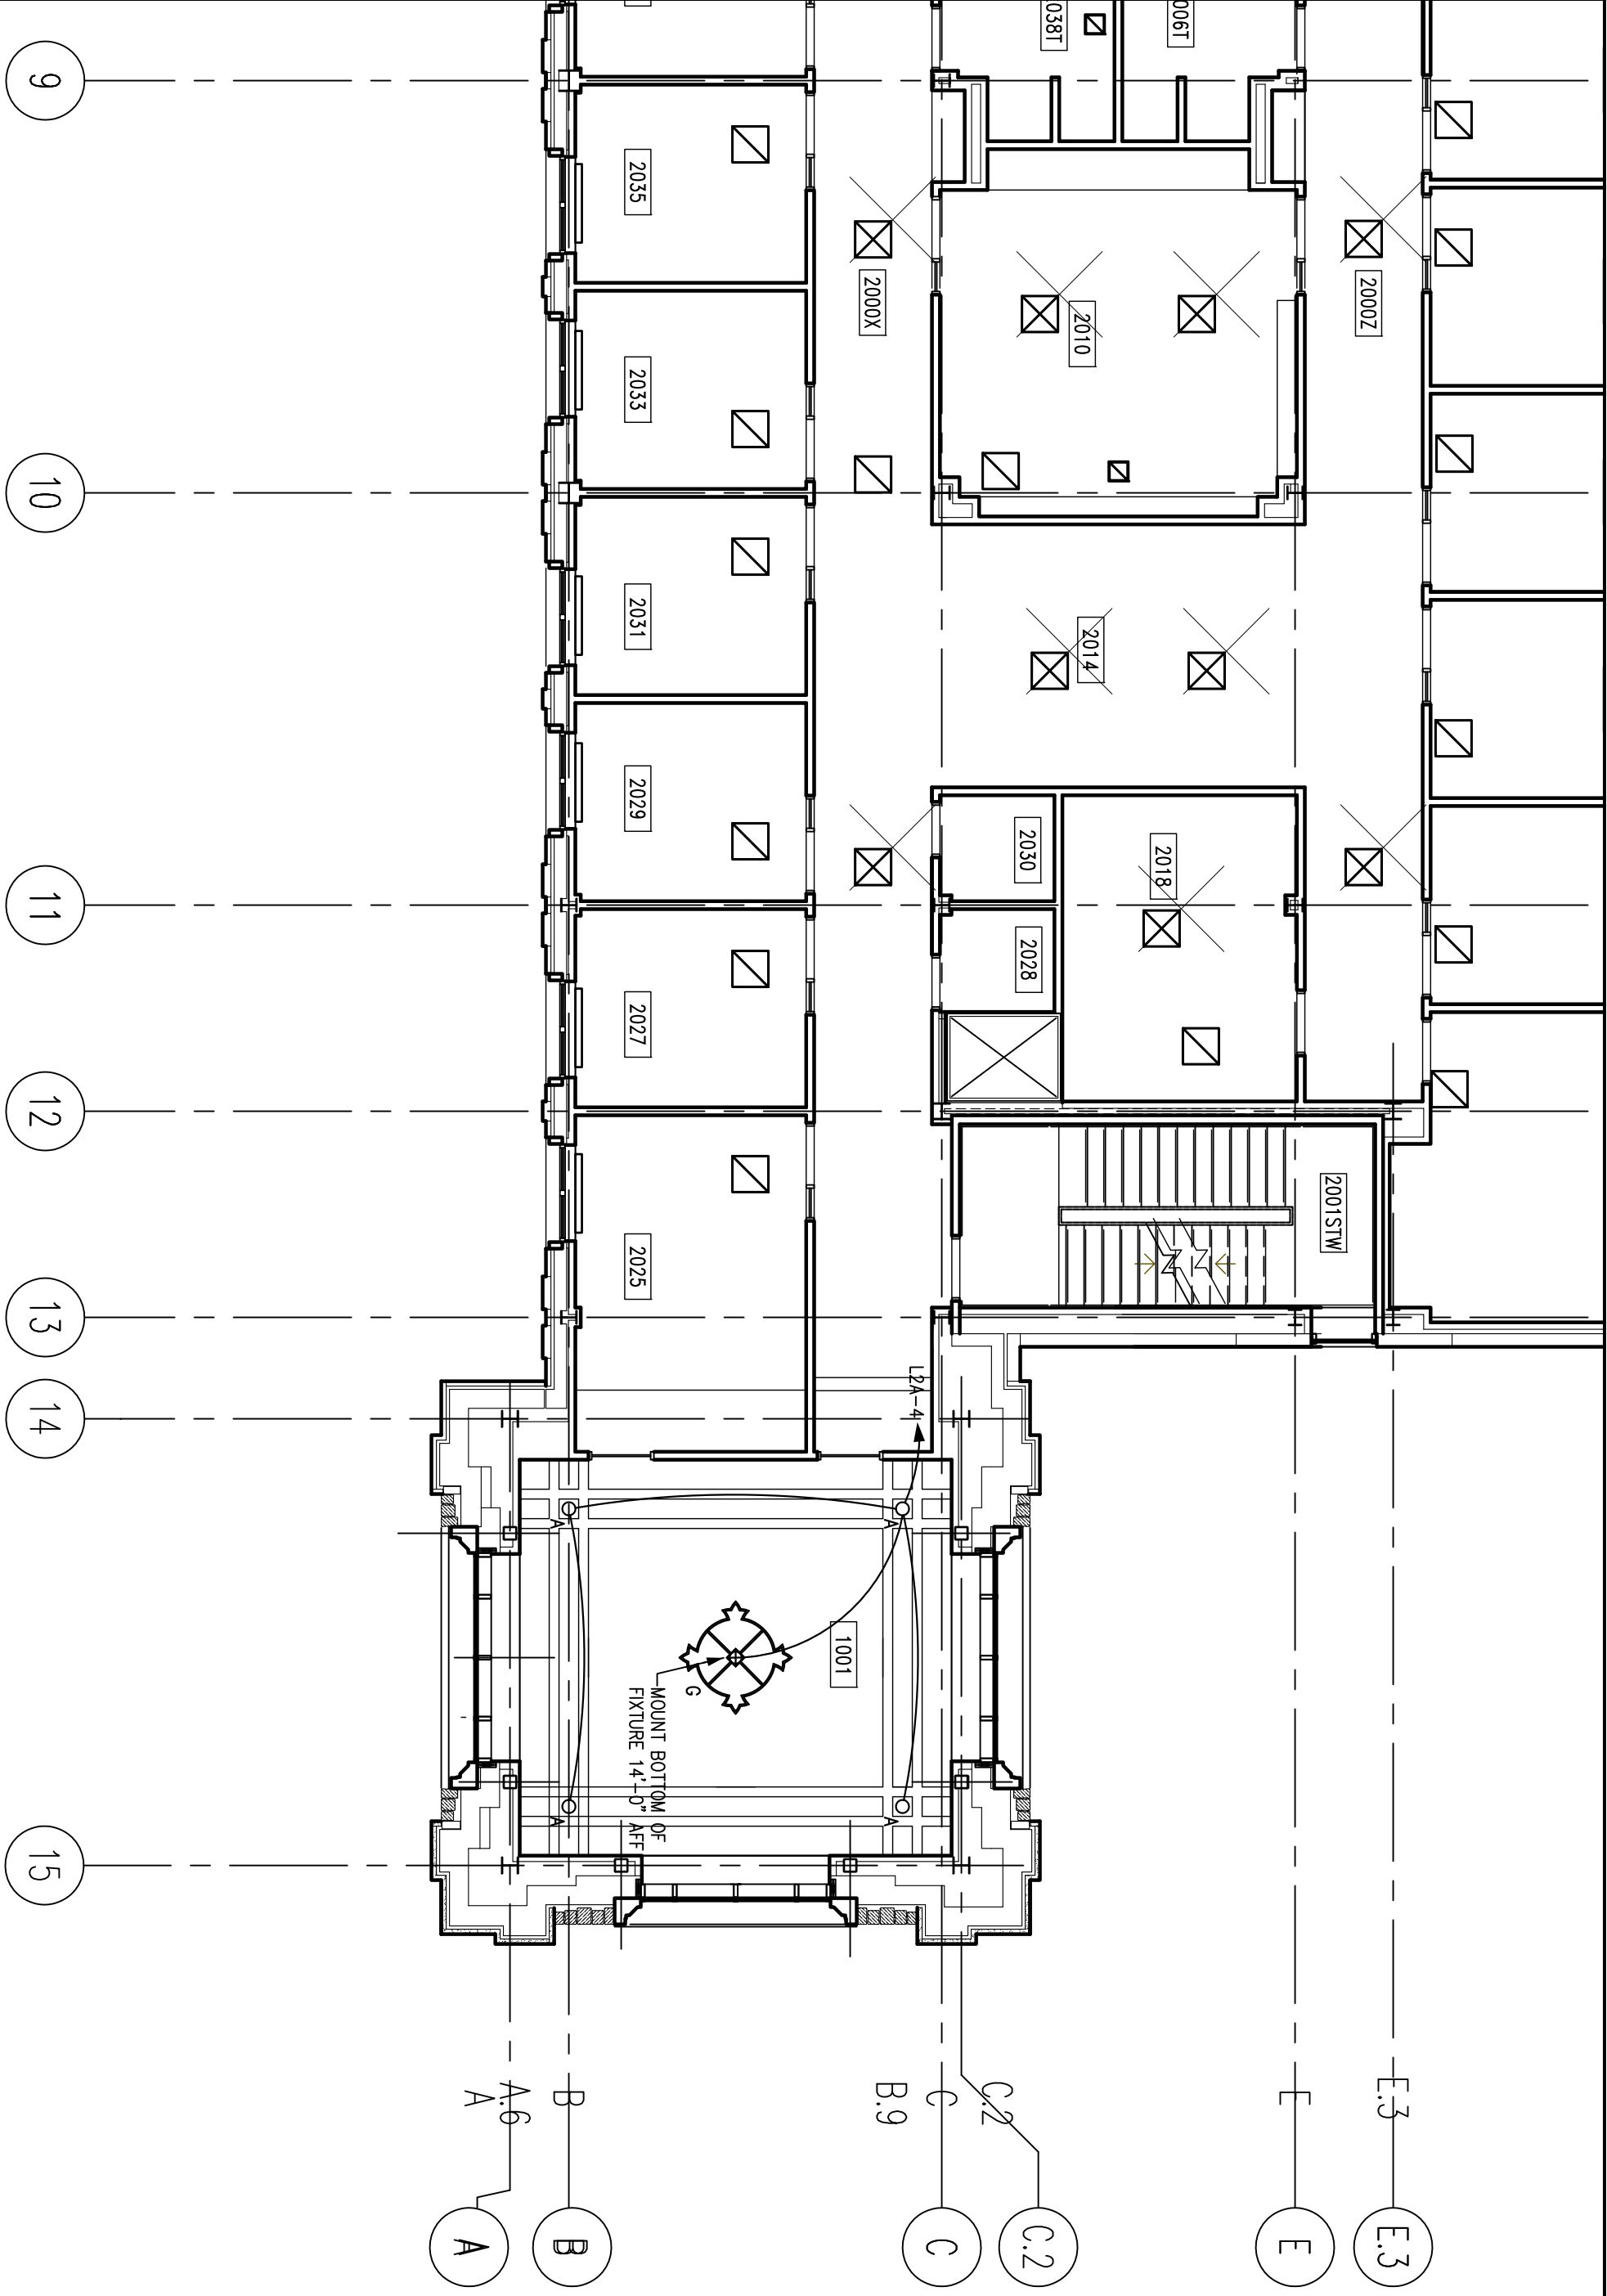 9
10
11
12
13
14
15
038T
006T
2035
2000X
2010
2000Z
2033
2031
2014
2029
2030
2018
2028
2027
2001STW
2025
L2A-4
A
A
1001
G
MOUNT BOTTOM OF
FIXTURE 14'-0" AFF
A
A
E.3
E
C.2
C
B.9
B
A.6
A
E.3
E
C.2
C
B
A